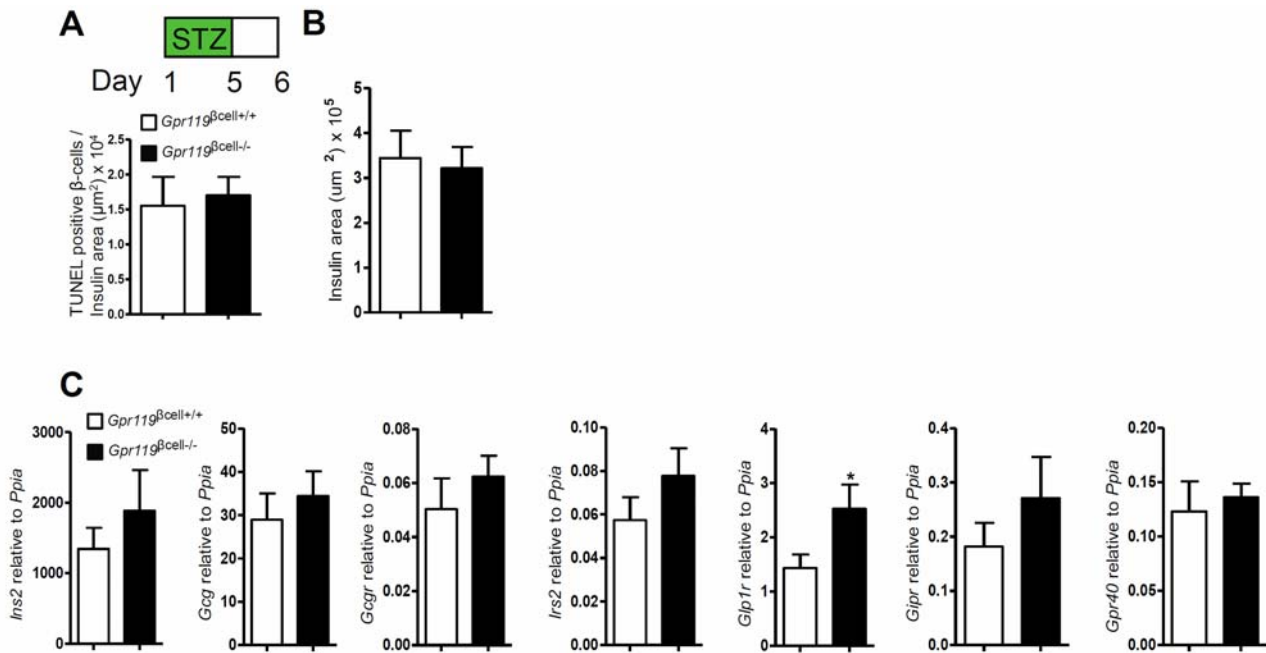 A
STZ
Day 1 5 6
Gpr119βcell+/+
Gpr119βcell-/-
TUNEL positive β-cells /
Insulin area (μm²) x 10⁴
2.5
2.0
1.5
1.0
0.5
0.0
B
Insulin area (um ²) x 10⁵
5
4
3
2
1
0
C
Gpr119βcell+/+
Gpr119βcell-/-
Ins2 relative to Ppia
3000
2000
1000
0
Gcg relative to Ppia
50
40
30
20
10
0
Gcgr relative to Ppia
0.08
0.06
0.04
0.02
0.00
Irs2 relative to Ppia
0.10
0.08
0.06
0.04
0.02
0.00
Glp1r relative to Ppia
4
3
2
1
0
*
Gipr relative to Ppia
0.4
0.3
0.2
0.1
0.0
Gpr40 relative to Ppia
0.20
0.15
0.10
0.05
0.00